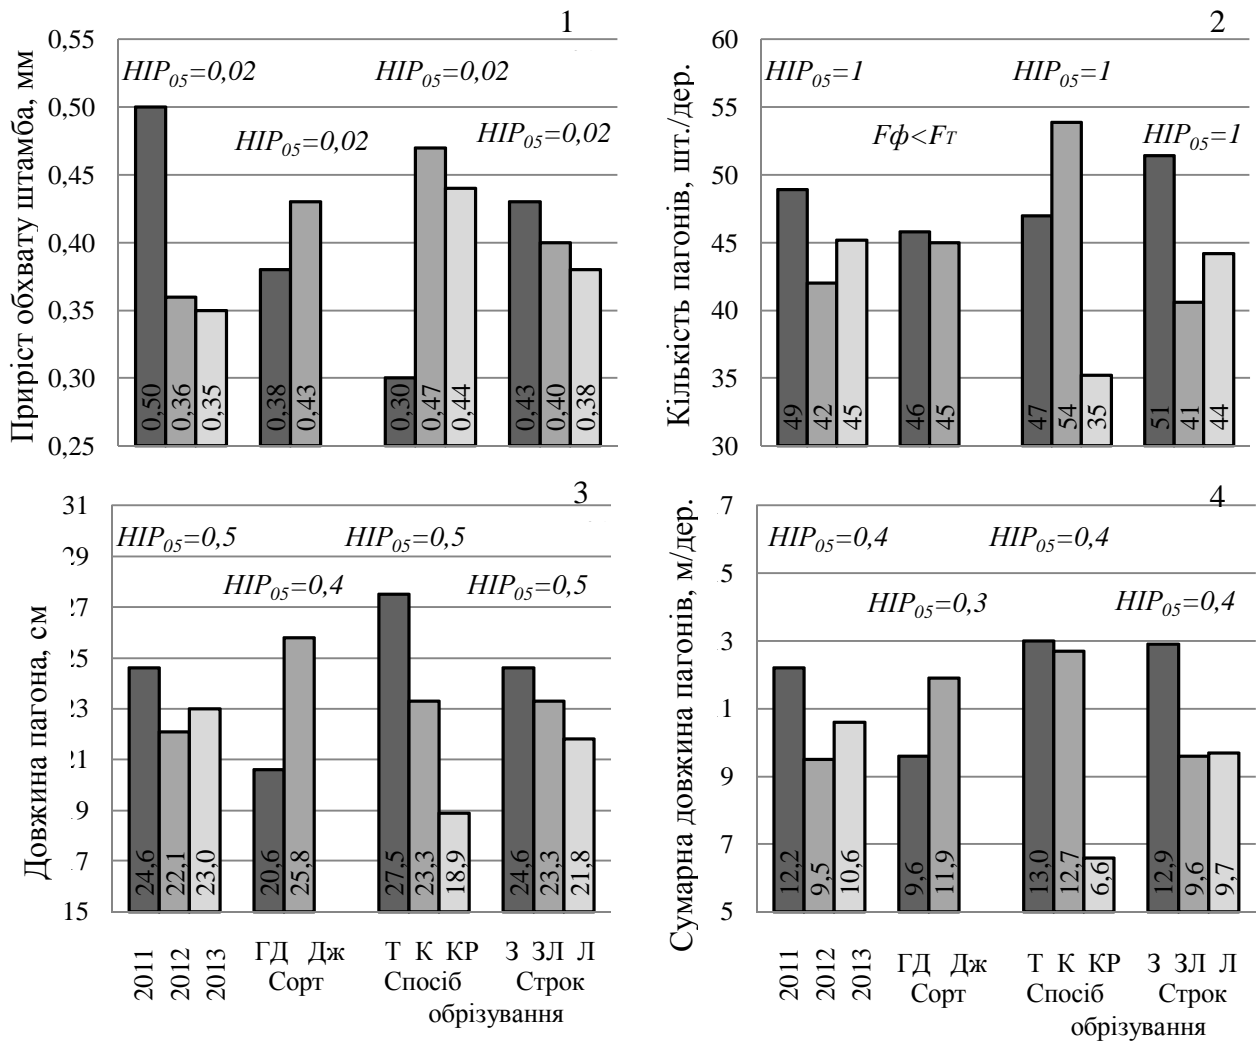 1
Приріст обхвату штамба, мм
0,55
0,50
0,45
0,40
0,35
0,30
0,25
НІР05=0,02
НІР05=0,02
НІР05=0,02
НІР05=0,02
0,50
0,36
0,35
0,38
0,43
0,30
0,47
0,44
0,43
0,40
0,38
2
Кількість пагонів, шт./дер.
60
55
50
45
40
35
30
НІР05=1
НІР05=1
Fф<FТ
НІР05=1
49
42
45
46
45
47
54
35
51
41
44
3
Довжина пагона, см
31
29
27
25
23
21
19
17
15
НІР05=0,5
НІР05=0,5
НІР05=0,4
НІР05=0,5
24,6
22,1
23,0
20,6
25,8
27,5
23,3
18,9
24,6
23,3
21,8
2011
2012
2013
ГД Дж
Сорт
Т К КР
Спосіб
З ЗЛ Л
Строк
обрізування
4
Сумарна довжина пагонів, м/дер.
7
5
3
1
9
7
5
НІР05=0,4
НІР05=0,4
НІР05=0,3
НІР05=0,4
12,2
9,5
10,6
9,6
11,9
13,0
12,7
6,6
12,9
9,6
9,7
2011
2012
2013
ГД Дж
Сорт
Т К КР
Спосіб
З ЗЛ Л
Строк
обрізування